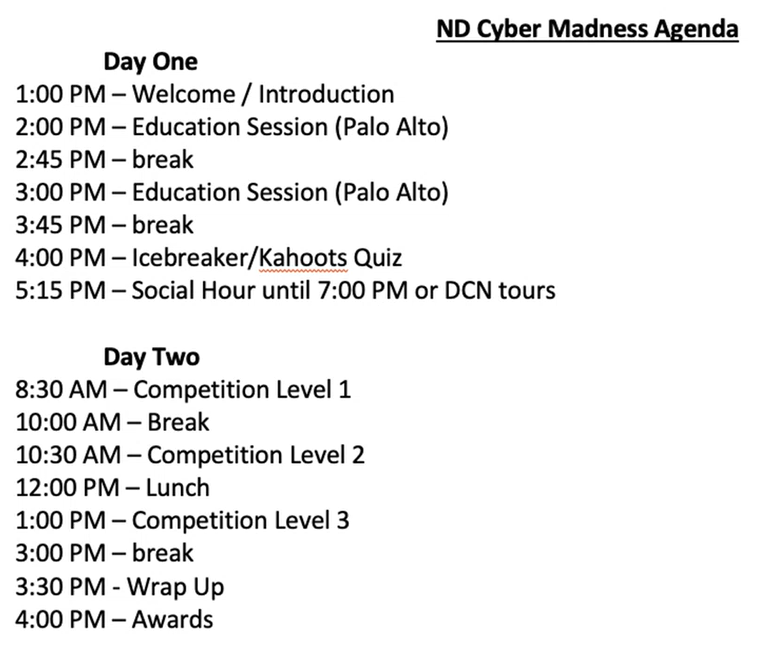 ND Cyber Madness Agenda
Day One
1:00 PM – Welcome / Introduction
2:00 PM – Education Session (Palo Alto)
2:45 PM – break
3:00 PM – Education Session (Palo Alto)
3:45 PM – break
4:00 PM – Icebreaker/Kahoots Quiz
5:15 PM – Social Hour until 7:00 PM or DCN tours
Day Two
8:30 AM – Competition Level 1
10:00 AM – Break
10:30 AM – Competition Level 2
12:00 PM – Lunch
1:00 PM – Competition Level 3
3:00 PM – break
3:30 PM - Wrap Up
4:00 PM – Awards